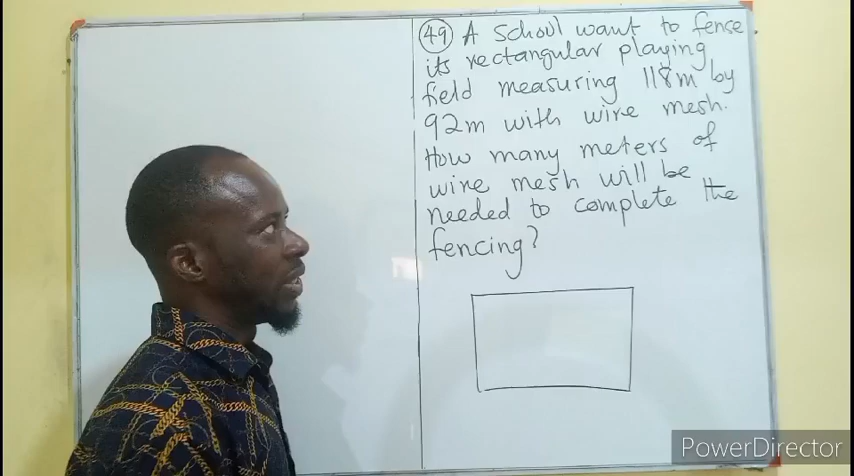 49 A School want to fense
its rectangular playing
field measuring 118m by
92m with wire mesh.
How many meters of
wire mesh will be
needed to complete the
fencing?
PowerDirector